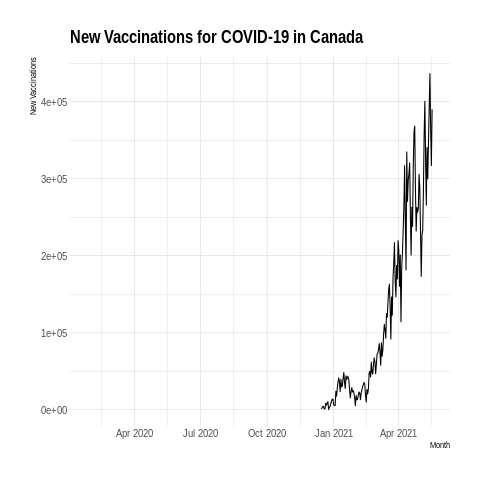 New Vaccinations for COVID-19 in Canada
New Vaccinations
4e+05
3e+05
2e+05
1e+05
0e+00
Apr 2020 Jul 2020 Oct 2020 Jan 2021 Apr 2021
Month